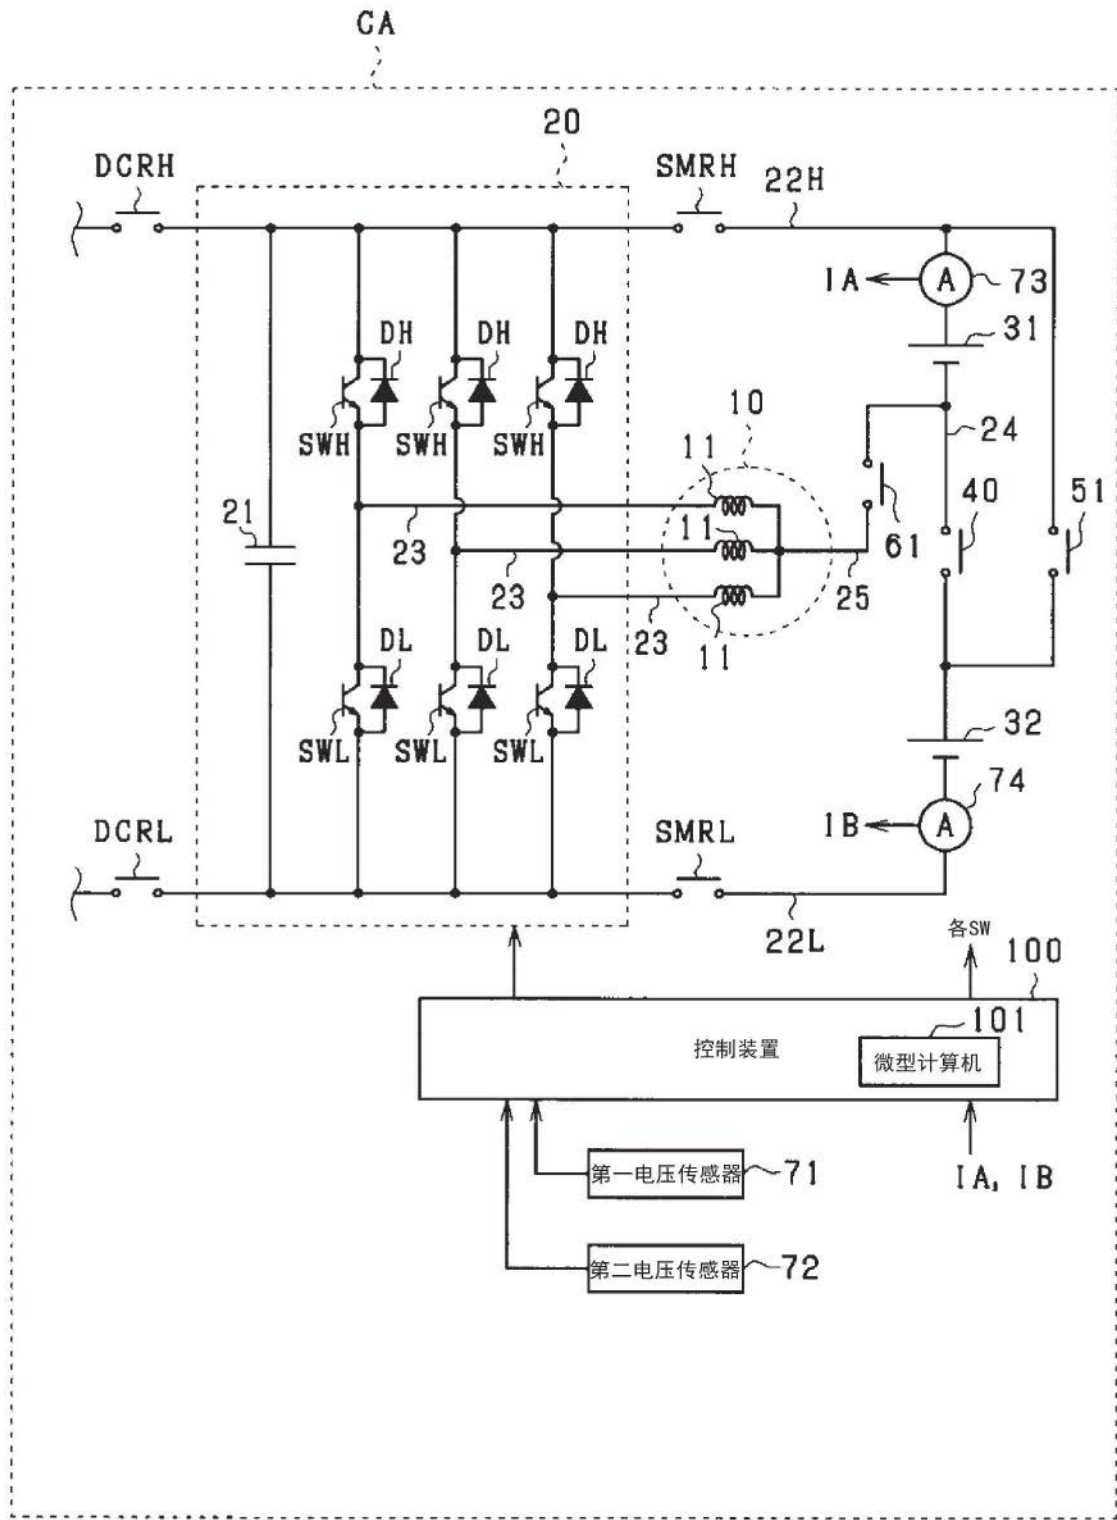 CA
20
DCRH
SMRH
22H
IA
A
73
31
DH
DH
DH
10
24
SWH
SWH
SWH
11
40
51
21
11
61
23
23
25
23
11
DL
DL
DL
32
SWL
SWL
SWL
74
DCRL
SMRL
IB
A
22L
各SW
100
101
控制装置
微型计算机
第一电压传感器
71
IA, IB
第二电压传感器
72